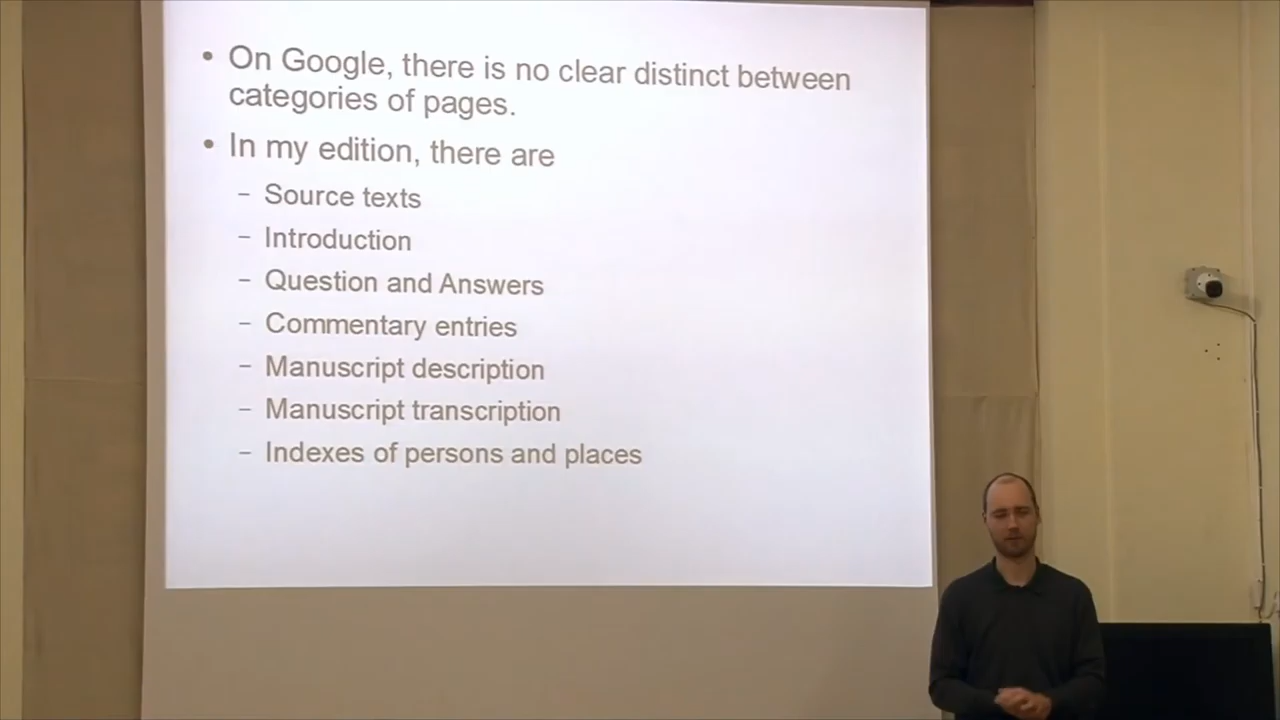 • On Google, there is no clear distinct between
categories of pages.
• In my edition, there are
– Source texts
– Introduction
– Question and Answers
– Commentary entries
– Manuscript description
– Manuscript transcription
– Indexes of persons and places